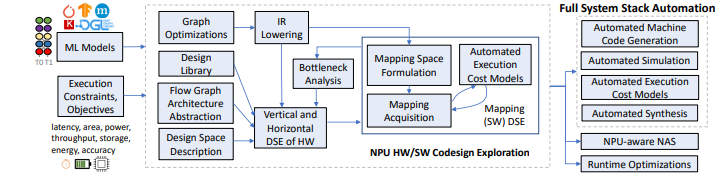 Full System Stack Automation
ML Models
T0 T1
Execution
Constraints,
Objectives
latency, area, power,
throughput, storage,
energy, accuracy
Graph
Optimizations
IR
Lowering
Design
Library
Flow Graph
Architecture
Abstraction
Design Space
Description
Bottleneck
Analysis
Vertical and
Horizontal
DSE of HW
Mapping Space
Formulation
Automated
Execution
Cost Models
Mapping
Acquisition
Mapping
(SW) DSE
NPU HW/SW Codesign Exploration
Automated Machine
Code Generation
Automated Simulation
Automated Execution
Cost Models
Automated Synthesis
NPU-aware NAS
Runtime Optimizations